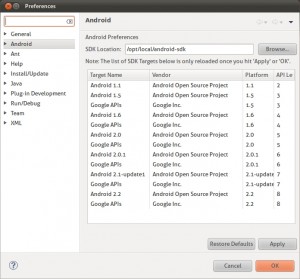 Preferences
Android
General
Android
Ant
Help
Install/Update
Java
Plug-in Development
Run/Debug
Team
XML
Android Preferences
SDK Location: /opt/local/android-sdk Browse...
Note: The list of SDK Targets below is only reloaded once you hit 'Apply' or 'OK'.
Target Name Vendor Platform API Le
Android 1.1 Android Open Source Project 1.1 2
Android 1.5 Android Open Source Project 1.5 3
Google APIs Google Inc. 1.5 3
Android 1.6 Android Open Source Project 1.6 4
Google APIs Google Inc. 1.6 4
Android 2.0 Android Open Source Project 2.0 5
Google APIs Google Inc. 2.0 5
Android 2.0.1 Android Open Source Project 2.0.1 6
Google APIs Google Inc. 2.0.1 6
Android 2.1-update1 Android Open Source Project 2.1-update 7
Google APIs Google Inc. 2.1-update 7
Android 2.2 Android Open Source Project 2.2 8
Google APIs Google Inc. 2.2 8
Restore Defaults Apply
Cancel OK